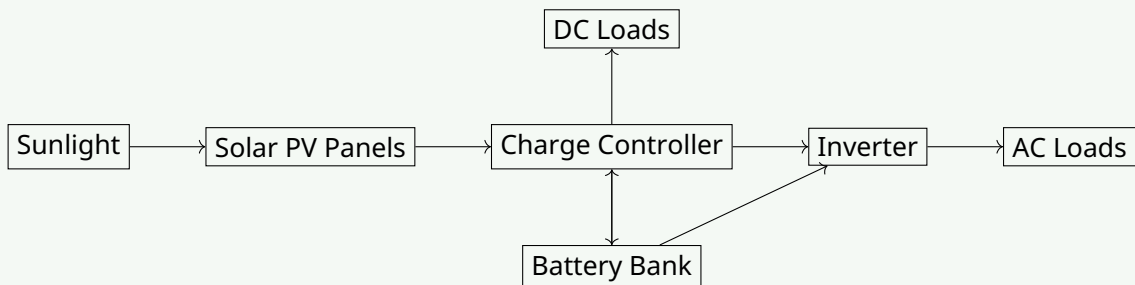 DC Loads
Sunlight
Solar PV Panels
Charge Controller
Inverter
AC Loads
Battery Bank